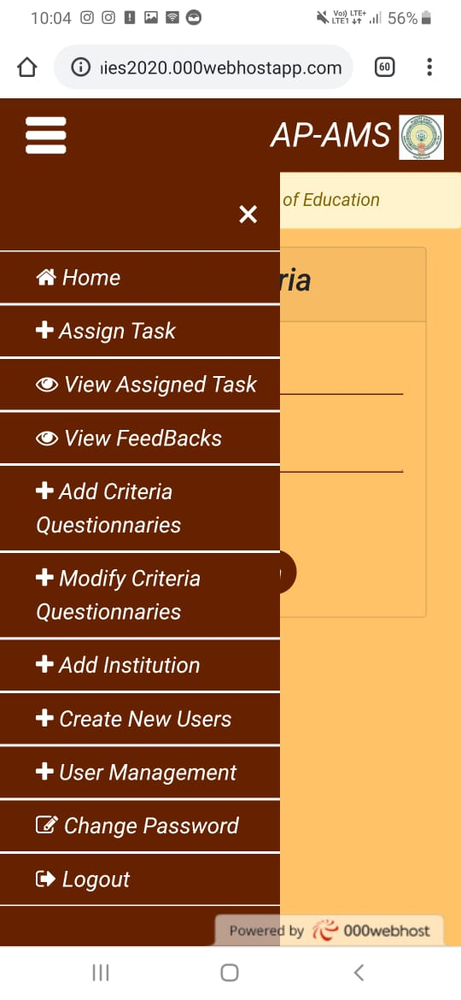 10:04
Vo)) LTE+
LTE1
56%
iies2020.000webhostapp.com
60
AP-AMS
of Education
ria
Home
Assign Task
View Assigned Task
View FeedBacks
Add Criteria
Questionnaries
Modify Criteria
Questionnaries
Add Institution
Create New Users
User Management
Change Password
Logout
Powered by 000webhost